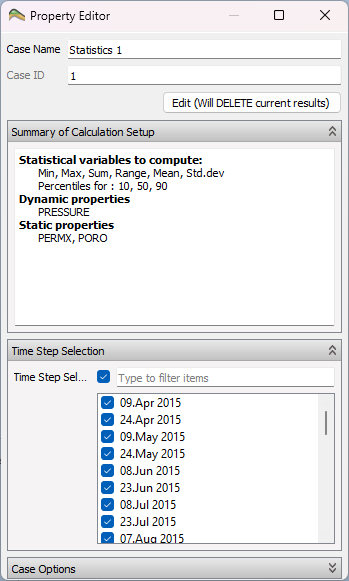 Property Editor
Case Name Statistics 1
Case ID 1
Edit (Will DELETE current results)
Summary of Calculation Setup
Statistical variables to compute:
Min, Max, Sum, Range, Mean, Std.dev
Percentiles for : 10, 50, 90
Dynamic properties
PRESSURE
Static properties
PERMX, PORO
Time Step Selection
Time Step Sel... Type to filter items
09.Apr 2015
24.Apr 2015
09.May 2015
24.May 2015
08.Jun 2015
23.Jun 2015
08.Jul 2015
23.Jul 2015
07.Aug 2015
Case Options